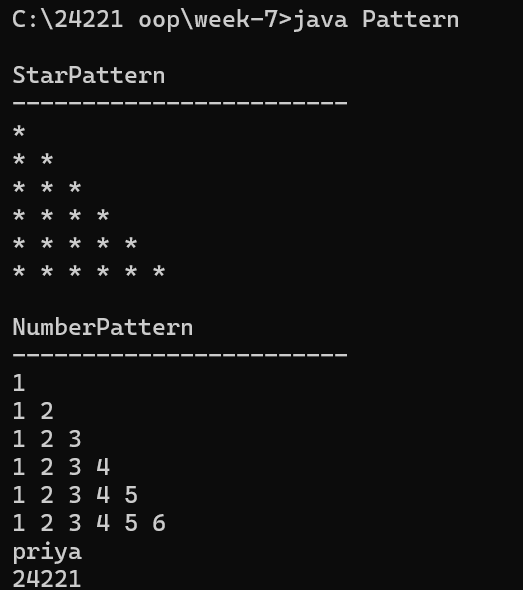 C:\24221 oop\week-7>java Pattern
StarPattern
------------------------
*
* *
* * *
* * * *
* * * * *
* * * * * *
NumberPattern
------------------------
1
1 2
1 2 3
1 2 3 4
1 2 3 4 5
1 2 3 4 5 6
priya
24221